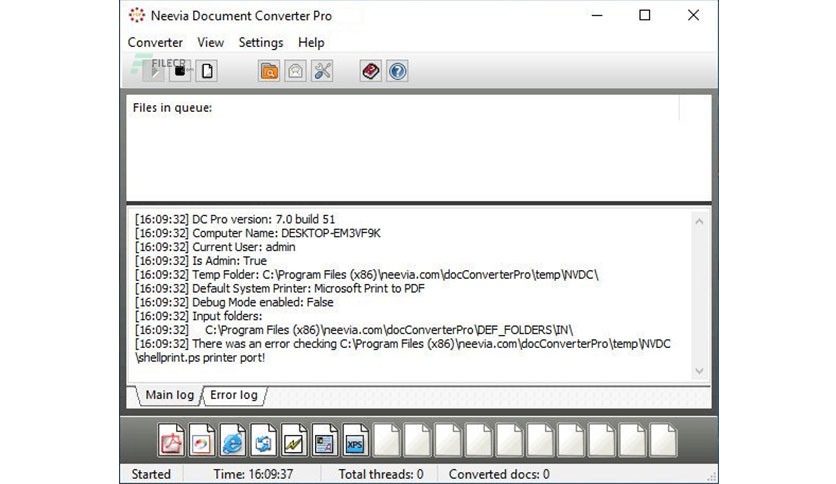 Neevia Document Converter Pro
Converter View Settings Help
FILECR
Files in queue:
[16:09:32] DC Pro version: 7.0 build 51
[16:09:32] Computer Name: DESKTOP-EM3VF9K
[16:09:32] Current User: admin
[16:09:32] Is Admin: True
[16:09:32] Temp Folder: C:\Program Files (x86)\neevia.com\docConverterPro\temp\NVDC\
[16:09:32] Default System Printer: Microsoft Print to PDF
[16:09:32] Debug Mode enabled: False
[16:09:32] Input folders:
[16:09:32] C:\Program Files (x86)\neevia.com\docConverterPro\DEF_FOLDERS\IN\
[16:09:32] There was an error checking C:\Program Files (x86)\neevia.com\docConverterPro\temp\NVDC
\shellprint.ps printer port!
Main log Error log
XPS
Started Time: 16:09:37 Total threads: 0 Converted docs: 0